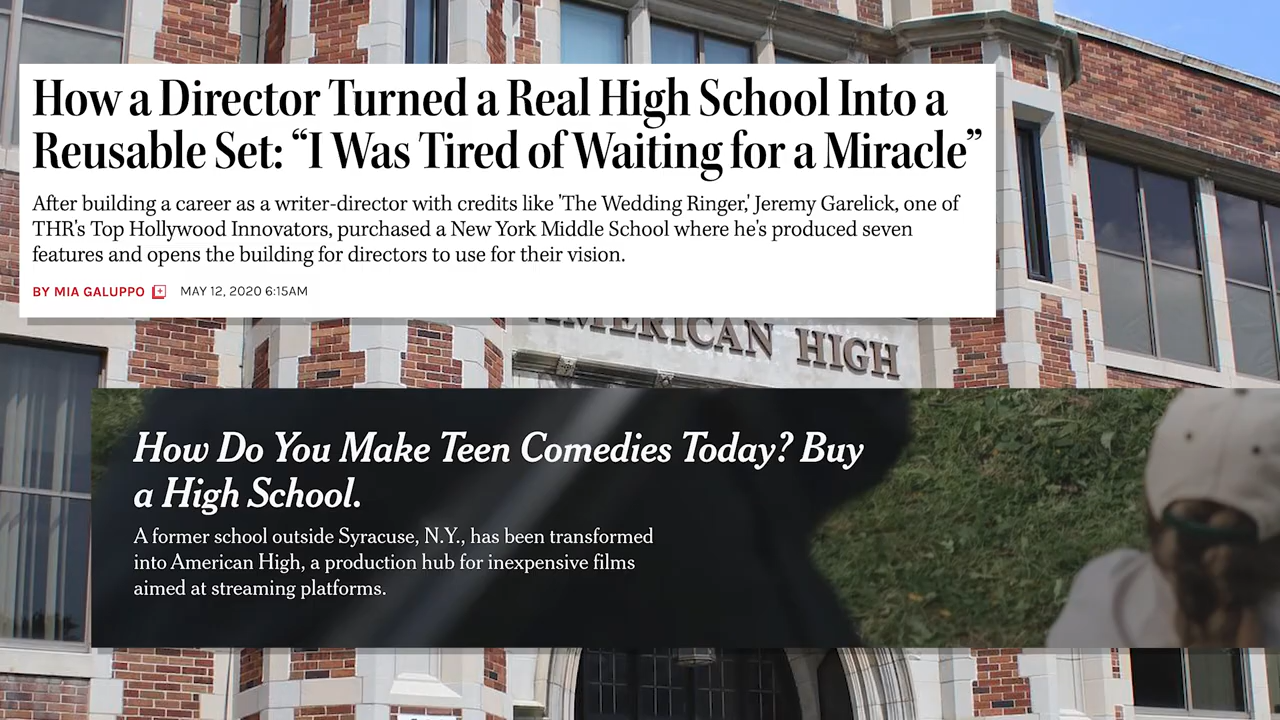 How a Director Turned a Real High School Into a
Reusable Set: “I Was Tired of Waiting for a Miracle”
After building a career as a writer-director with credits like 'The Wedding Ringer,' Jeremy Garelick, one of
THR's Top Hollywood Innovators, purchased a New York Middle School where he's produced seven
features and opens the building for directors to use for their vision.
BY MIA GALUPPO MAY 12, 2020 6:15AM
AMERICAN HIGH
How Do You Make Teen Comedies Today? Buy
a High School.
A former school outside Syracuse, N.Y., has been transformed
into American High, a production hub for inexpensive films
aimed at streaming platforms.